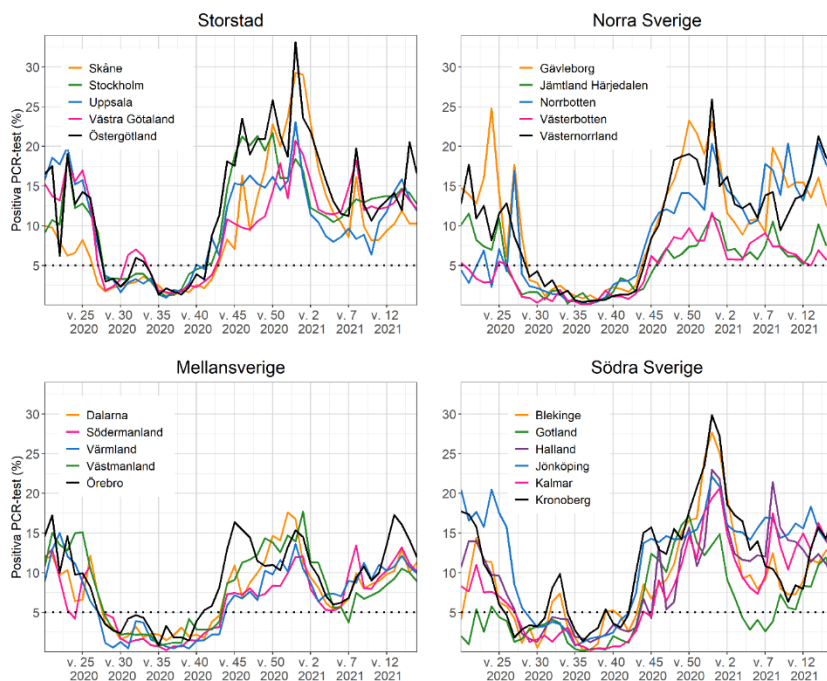 Storstad
Positiva PCR-test (%)
30
25
20
15
10
5
Skåne
Stockholm
Uppsala
Västra Götaland
Östergötland
v. 25 v. 30 v. 35 v. 40 v. 45 v. 50 v. 2 v. 7 v. 12
2020 2020 2020 2020 2020 2020 2021 2021 2021
Norra Sverige
30
25
20
15
10
5
Gävleborg
Jämtland Härjedalen
Norrbotten
Västerbotten
Västernorrland
v. 25 v. 30 v. 35 v. 40 v. 45 v. 50 v. 2 v. 7 v. 12
2020 2020 2020 2020 2020 2020 2021 2021 2021
Mellansverige
Positiva PCR-test (%)
30
25
20
15
10
5
Dalarna
Södermanland
Värmland
Västmanland
Örebro
v. 25 v. 30 v. 35 v. 40 v. 45 v. 50 v. 2 v. 7 v. 12
2020 2020 2020 2020 2020 2020 2021 2021 2021
Södra Sverige
30
25
20
15
10
5
Blekinge
Gotland
Halland
Jönköping
Kalmar
Kronoberg
v. 25 v. 30 v. 35 v. 40 v. 45 v. 50 v. 2 v. 7 v. 12
2020 2020 2020 2020 2020 2020 2021 2021 2021